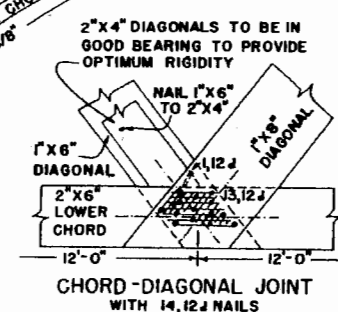 CHO
/8"
2"X4" DIAGONALS TO BE IN
GOOD BEARING TO PROVIDE
OPTIMUM RIGIDITY
NAIL 1"X6"
TO 2"X4"
1"X6"
DIAGONAL
1"X8"
DIAGONAL
1,12d
13,12d
2"X6"
LOWER
CHORD
12'-0"
12'-0"
CHORD-DIAGONAL JOINT
WITH 14,12d NAILS